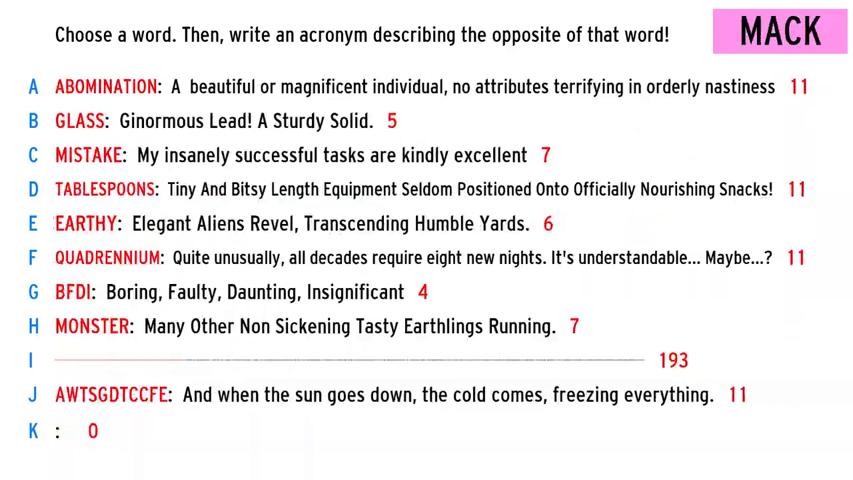 Choose a word. Then, write an acronym describing the opposite of that word!
MACK
A ABOMINATION: A beautiful or magnificent individual, no attributes terrifying in orderly nastiness 11
B GLASS: Ginormous Lead! A Sturdy Solid. 5
C MISTAKE: My insanely successful tasks are kindly excellent 7
D TABLESPOONS: Tiny And Bitsy Length Equipment Seldom Positioned Onto Officially Nourishing Snacks! 11
E EARTHY: Elegant Aliens Revel, Transcending Humble Yards. 6
F QUADRENNIUM: Quite unusually, all decades require eight new nights. It's understandable... Maybe...? 11
G BFDI: Boring, Faulty, Daunting, Insignificant 4
H MONSTER: Many Other Non Sickening Tasty Earthlings Running. 7
I 193
J AWTSGDTCCFE: And when the sun goes down, the cold comes, freezing everything. 11
K : 0